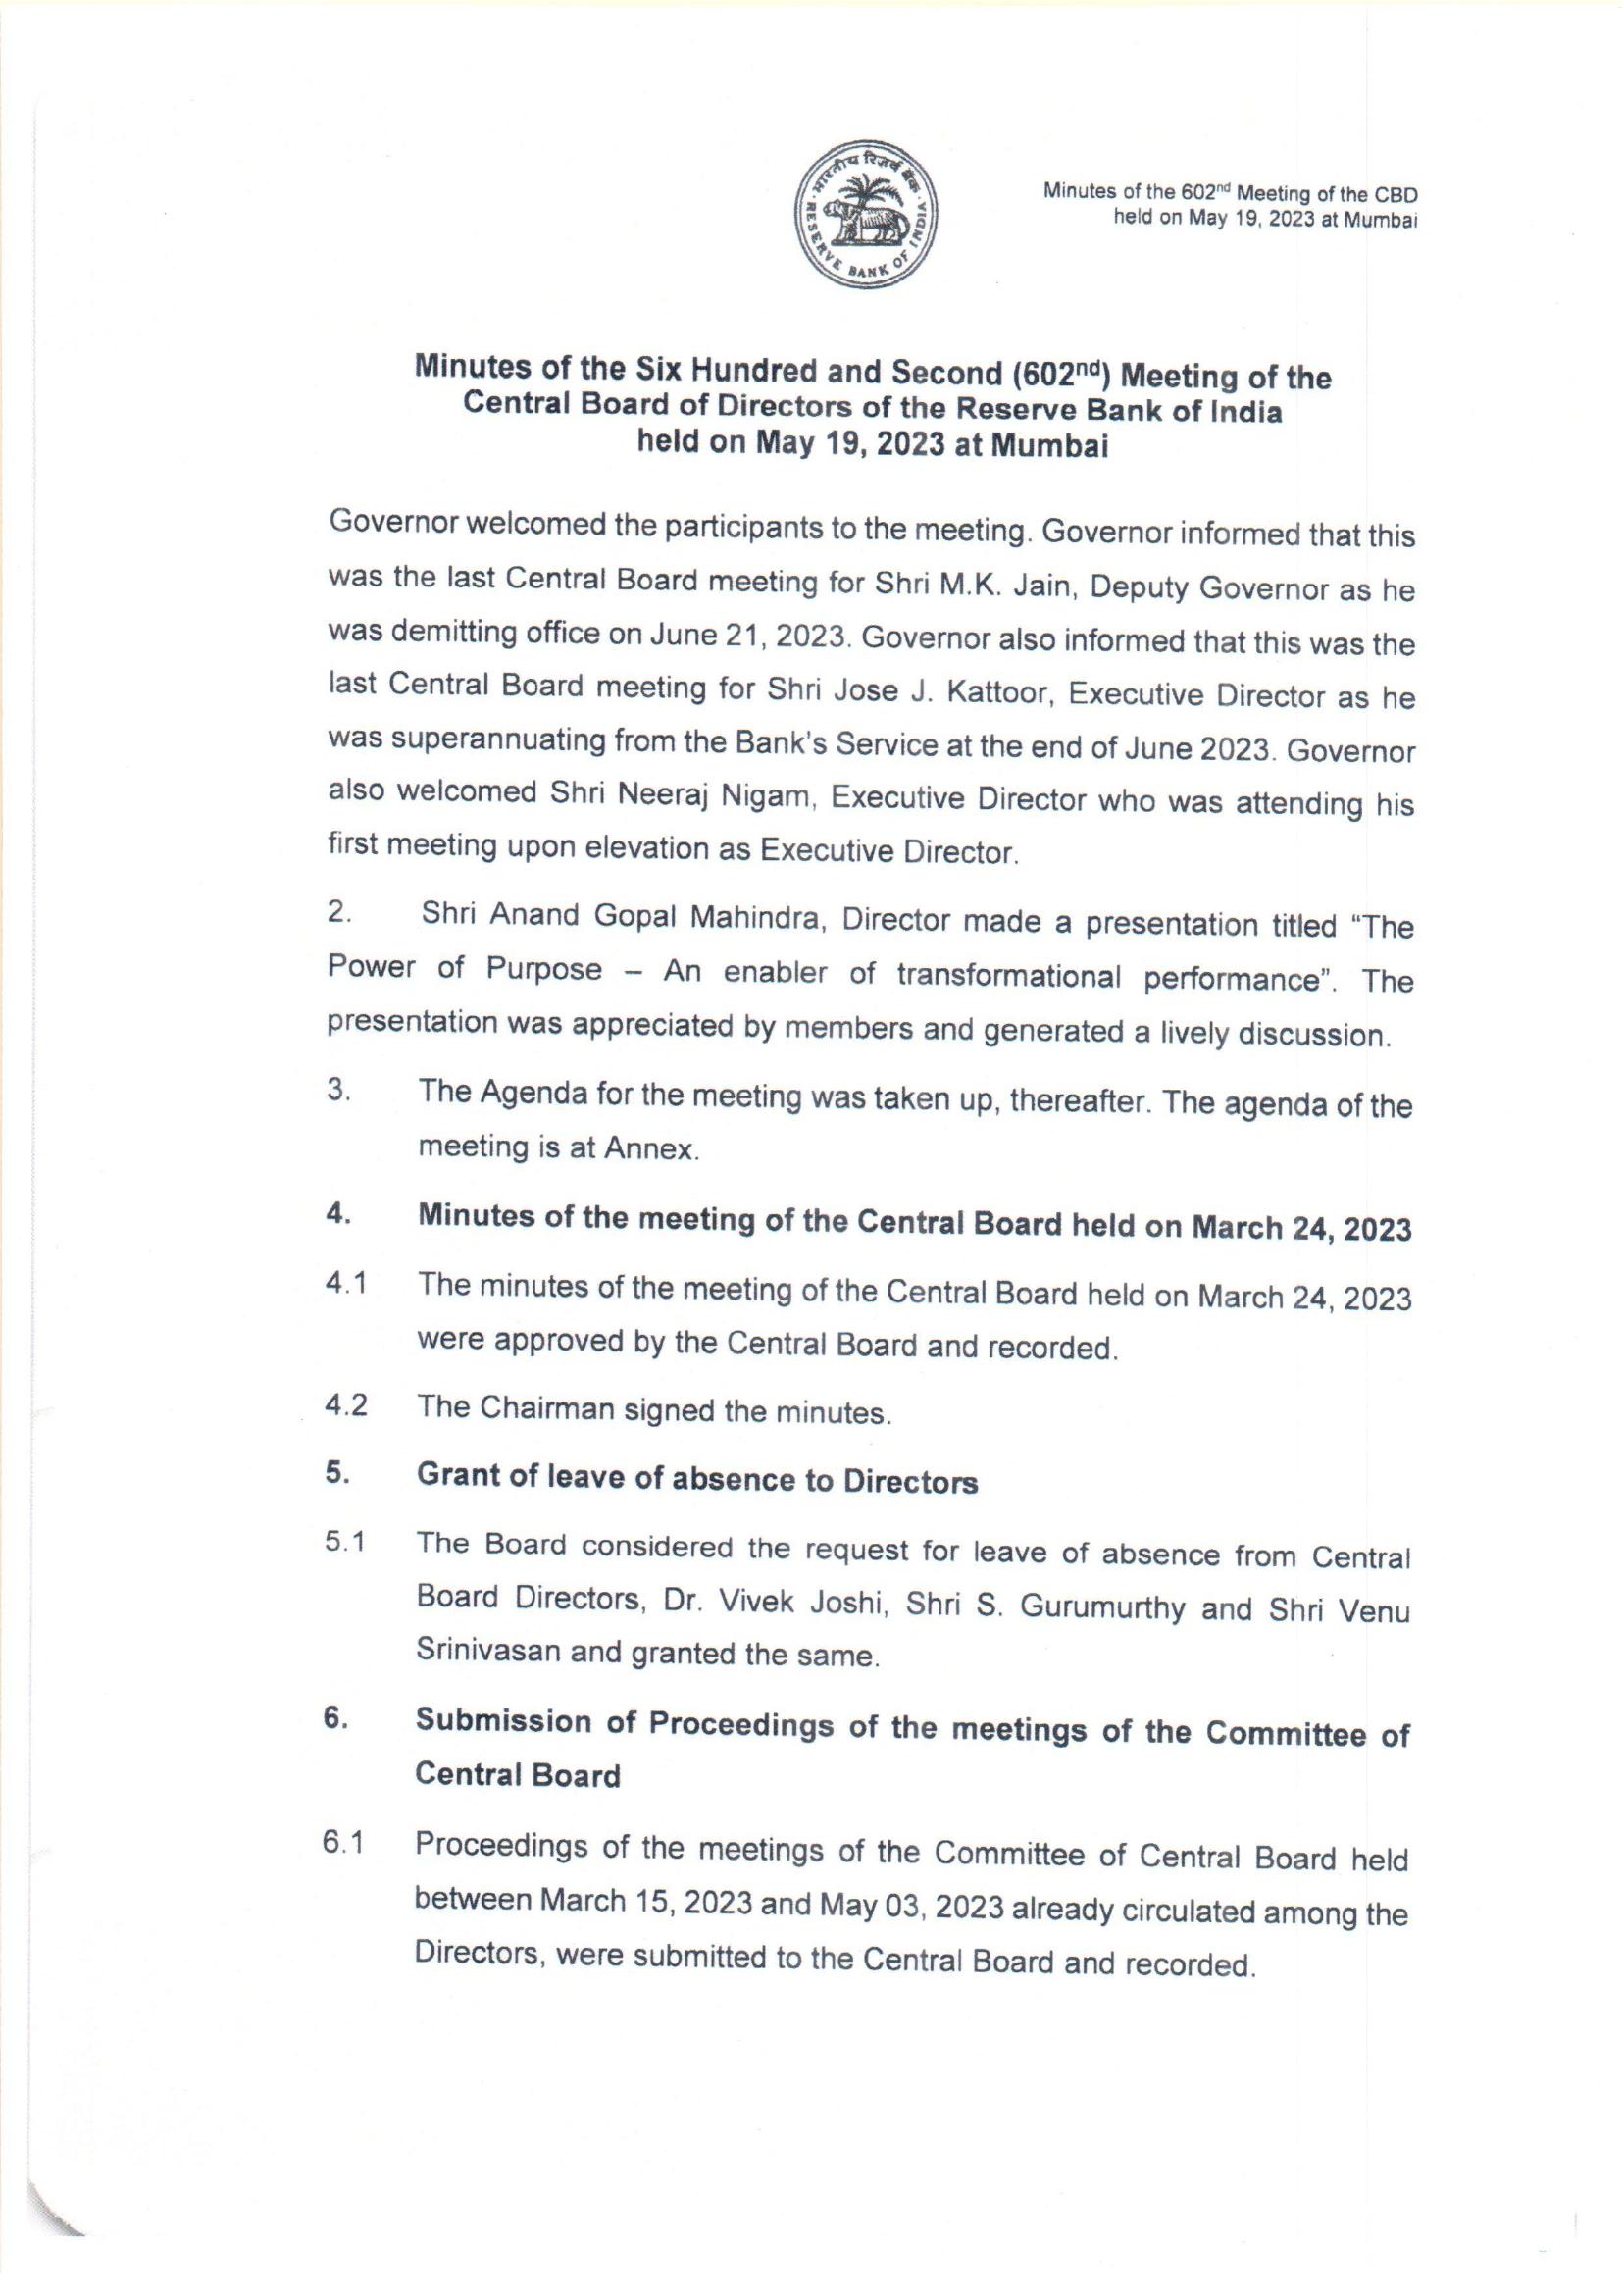 भारतीय रिज़र्व बैंक
RESERVE BANK OF INDIA
Minutes of the 602nd Meeting of the CBD
held on May 19, 2023 at Mumbai
Minutes of the Six Hundred and Second (602nd) Meeting of the
Central Board of Directors of the Reserve Bank of India
held on May 19, 2023 at Mumbai
Governor welcomed the participants to the meeting. Governor informed that this
was the last Central Board meeting for Shri M.K. Jain, Deputy Governor as he
was demitting office on June 21, 2023. Governor also informed that this was the
last Central Board meeting for Shri Jose J. Kattoor, Executive Director as he
was superannuating from the Bank's Service at the end of June 2023. Governor
also welcomed Shri Neeraj Nigam, Executive Director who was attending his
first meeting upon elevation as Executive Director.
2. Shri Anand Gopal Mahindra, Director made a presentation titled “The
Power of Purpose – An enabler of transformational performance”. The
presentation was appreciated by members and generated a lively discussion.
3. The Agenda for the meeting was taken up, thereafter. The agenda of the
meeting is at Annex.
4. Minutes of the meeting of the Central Board held on March 24, 2023
4.1 The minutes of the meeting of the Central Board held on March 24, 2023
were approved by the Central Board and recorded.
4.2 The Chairman signed the minutes.
5. Grant of leave of absence to Directors
5.1 The Board considered the request for leave of absence from Central
Board Directors, Dr. Vivek Joshi, Shri S. Gurumurthy and Shri Venu
Srinivasan and granted the same.
6. Submission of Proceedings of the meetings of the Committee of
Central Board
6.1 Proceedings of the meetings of the Committee of Central Board held
between March 15, 2023 and May 03, 2023 already circulated among the
Directors, were submitted to the Central Board and recorded.